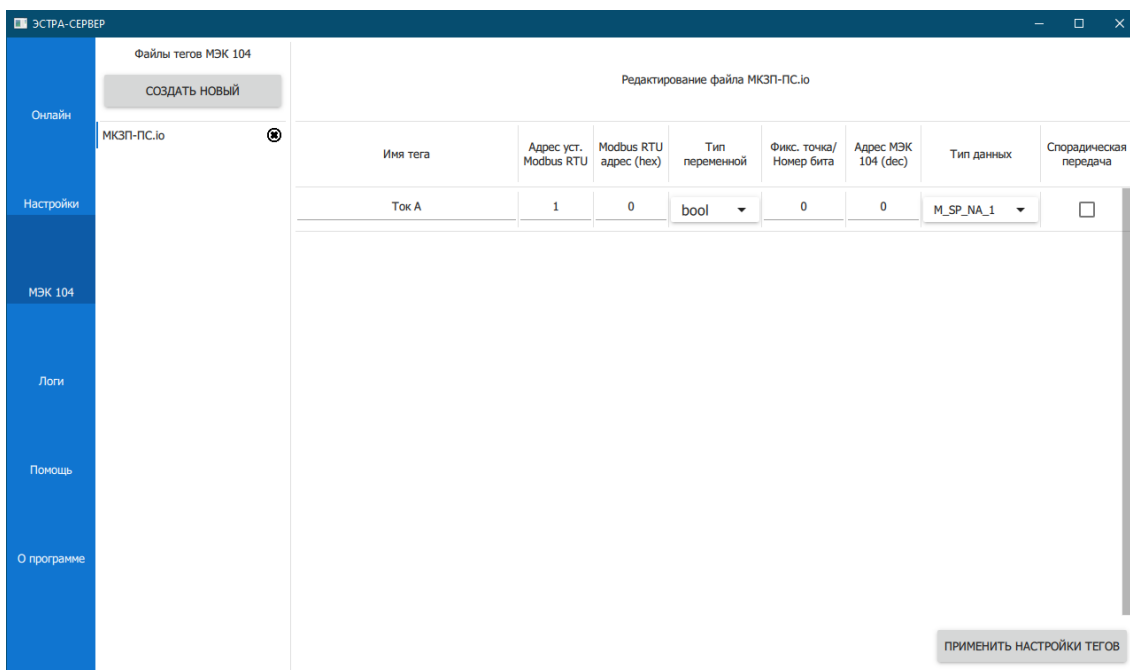 ЭСТРА-СЕРВЕР
Онлайн
Настройки
МЭК 104
Логи
Помощь
О программе
Файлы тегов МЭК 104
СОЗДАТЬ НОВЫЙ
МКЗП-ПС.io
Редактирование файла МКЗП-ПС.io
Имя тега
Адрес уст.
Modbus RTU
Modbus RTU
адрес (hex)
Тип
переменной
Фикс. точка/
Номер бита
Адрес МЭК
104 (dec)
Тип данных
Спорадическая
передача
Ток А 1 0 bool 0 0 M_SP_NA_1
ПРИМЕНИТЬ НАСТРОЙКИ ТЕГОВ